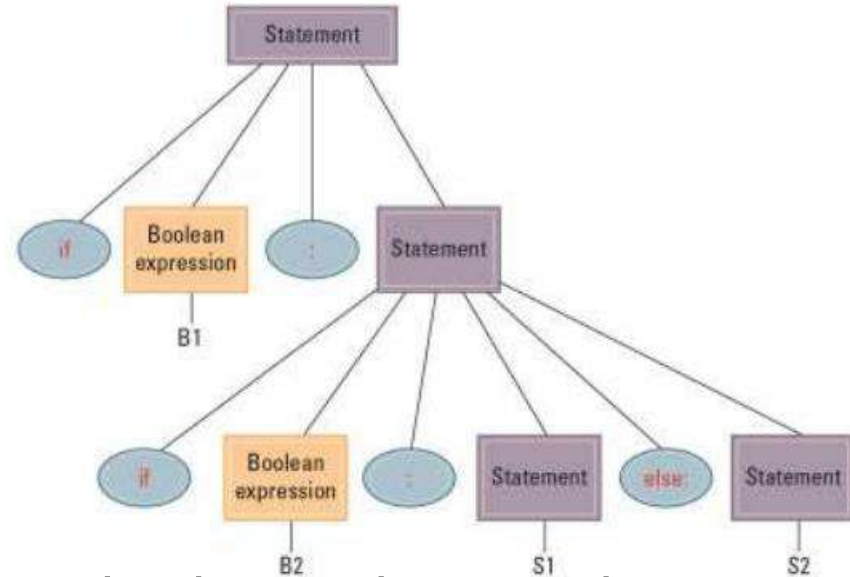 Statement
if
Boolean
expression
:
Statement
B1
if
Boolean
expression
:
Statement
else:
Statement
B2
S1
S2